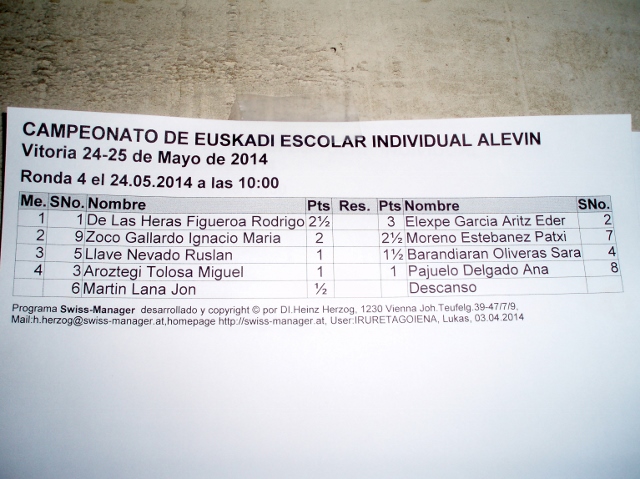 CAMPEONATO DE EUSKADI ESCOLAR INDIVIDUAL ALEVIN
Vitoria 24-25 de Mayo de 2014
Ronda 4 el 24.05.2014 a las 10:00
Me. SNo. Nombre Pts Res. Pts Nombre SNo.
1 1 De Las Heras Figueroa Rodrigo 2½ 3 Elexpe Garcia Aritz Eder 2
2 9 Zoco Gallardo Ignacio Maria 2 2½ Moreno Estebanez Patxi 7
3 5 Llave Nevado Ruslan 1 1½ Barandiaran Oliveras Sara 4
4 3 Aroztegi Tolosa Miguel 1 1 Pajuelo Delgado Ana 8
6 Martin Lana Jon ½ Descanso
Programa Swiss-Manager desarrollado y copyright © por DI.Heinz Herzog, 1230 Vienna Joh.Teufelg.39-47/7/9,
Mail:h.herzog@swiss-manager.at,homepage http://swiss-manager.at, User:IRURETAGOIENA, Lukas, 03.04.2014